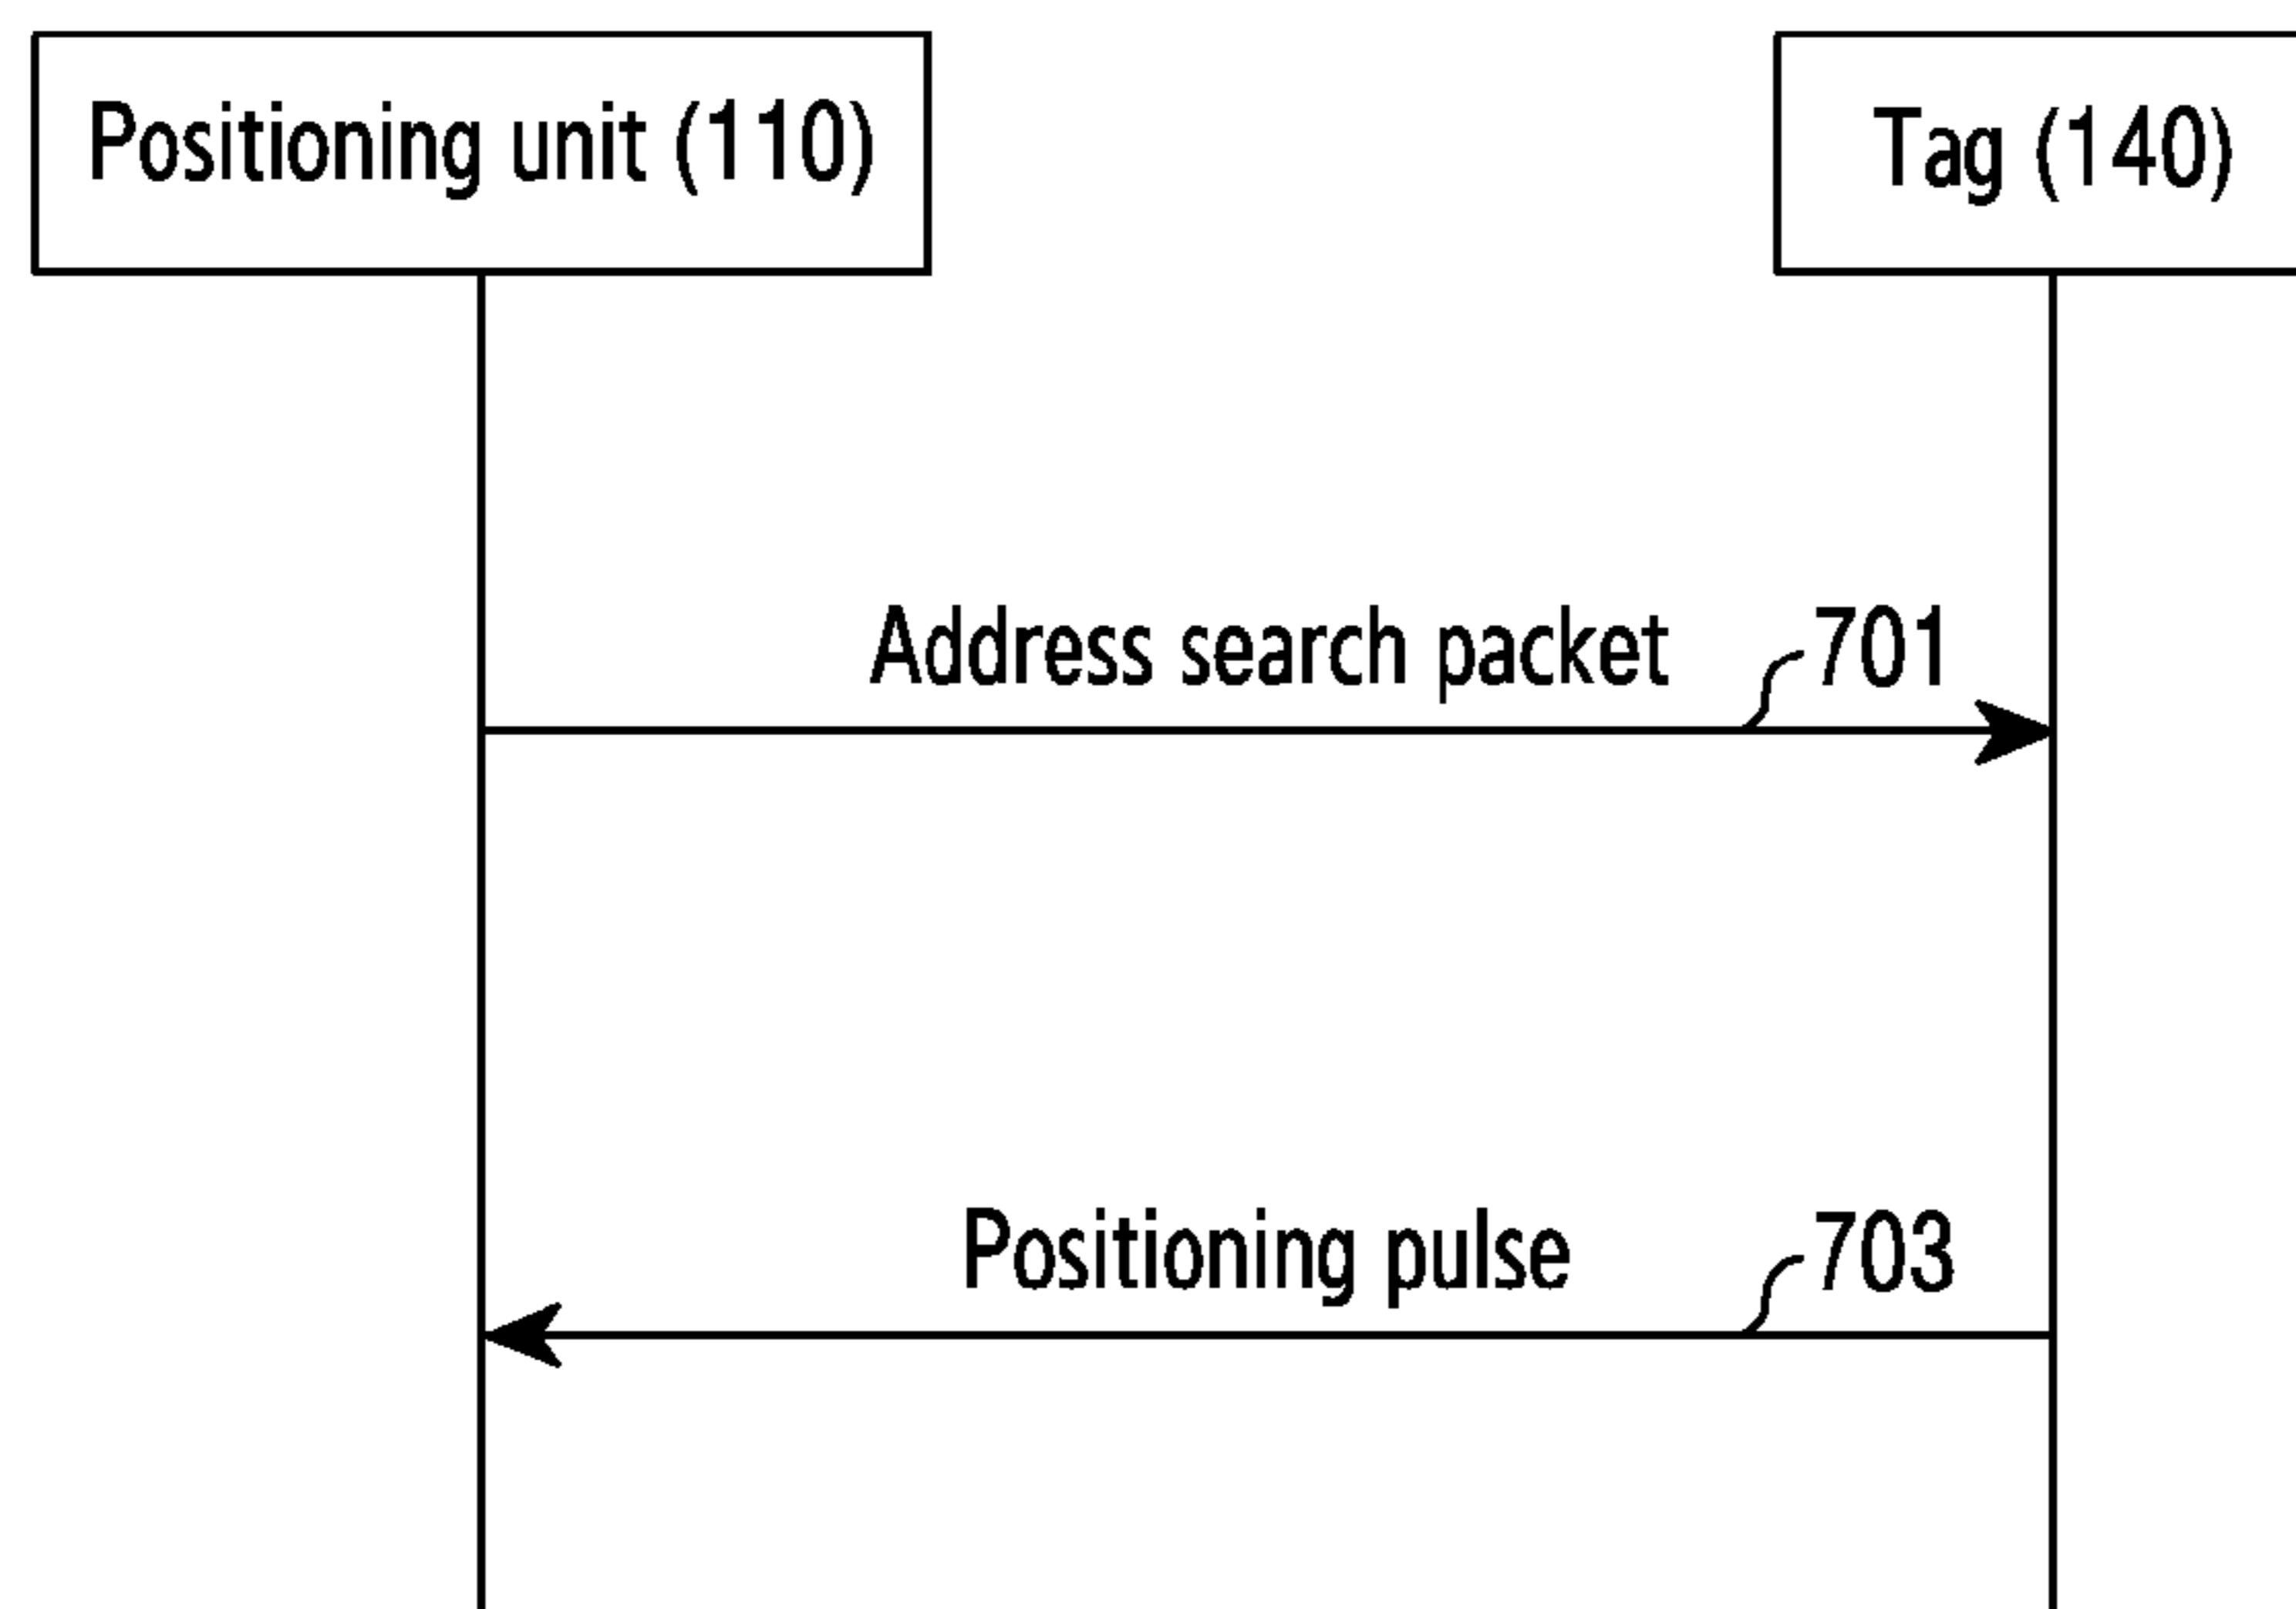 Positioning unit (110)
Tag (140)
Address search packet 701
Positioning pulse 703